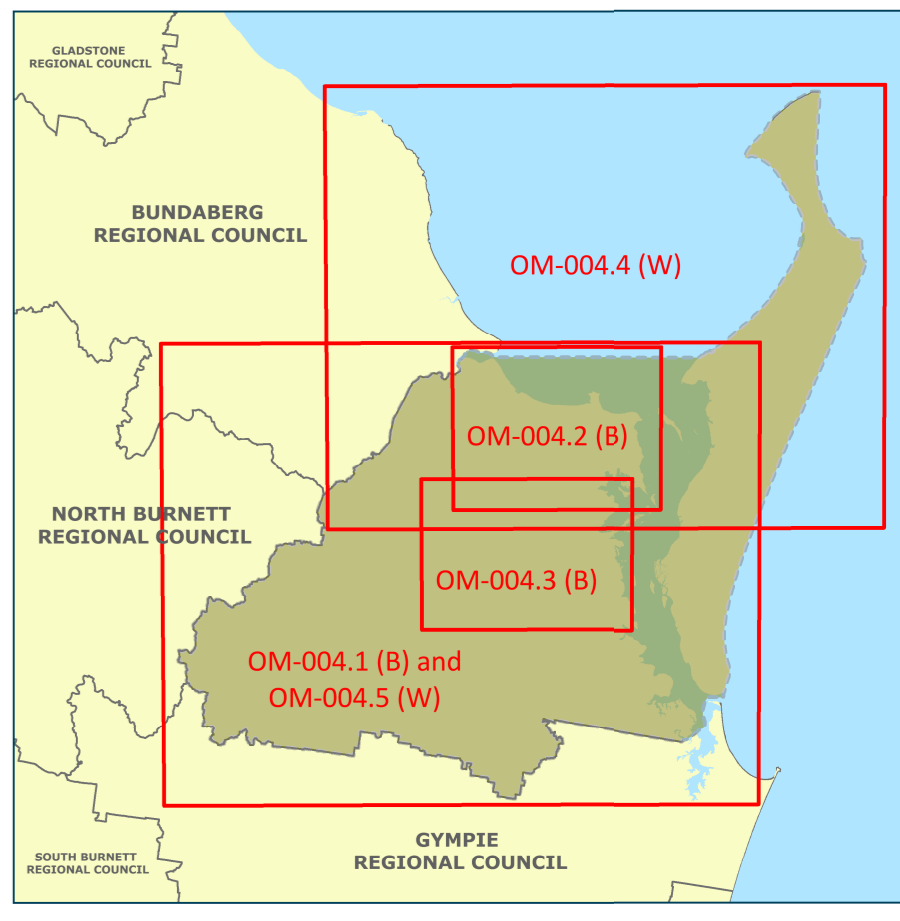 GLADSTONE
REGIONAL COUNCIL
BUNDABERG
REGIONAL COUNCIL
OM-004.4 (W)
OM-004.2 (B)
NORTH BURNETT
REGIONAL COUNCIL
OM-004.3 (B)
OM-004.1 (B) and
OM-004.5 (W)
GYMPIE
REGIONAL COUNCIL
SOUTH BURNETT
REGIONAL COUNCIL